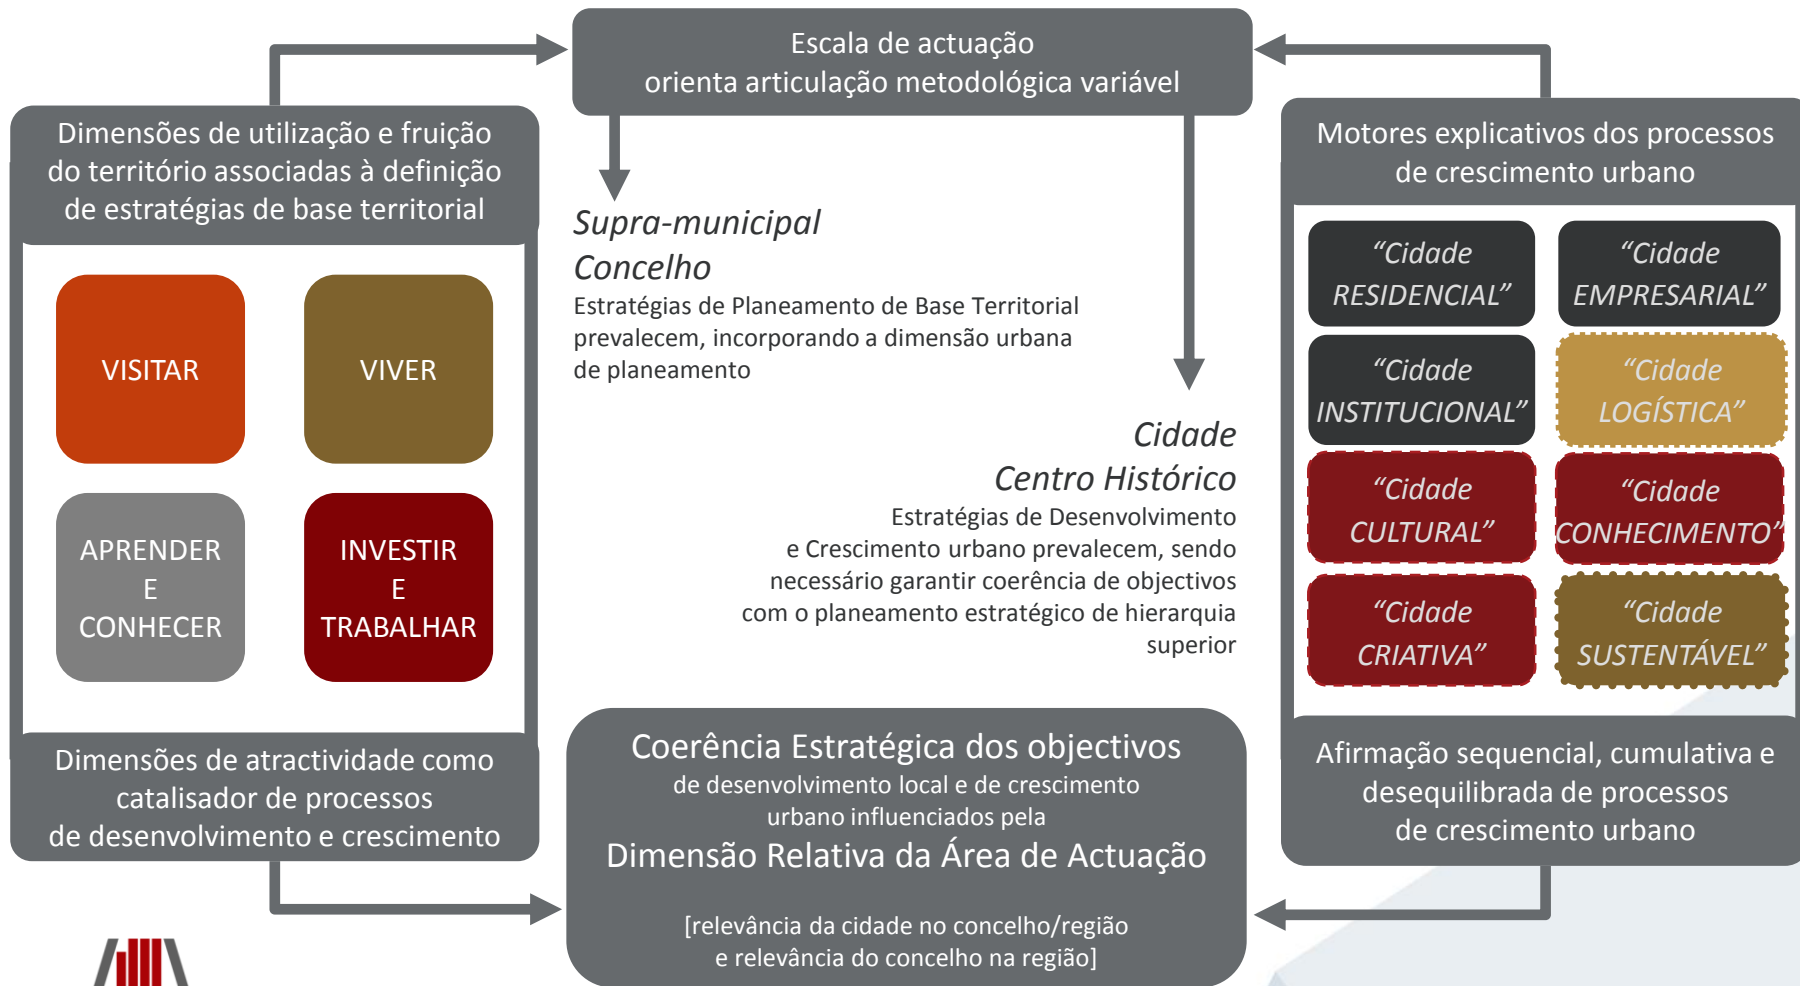 Escala de actuação
orienta articulação metodológica variável
Dimensões de utilização e fruição
do território associadas à definição
de estratégias de base territorial
VISITAR
VIVER
APRENDER
E
CONHECER
INVESTIR
E
TRABALHAR
Dimensões de atractividade como
catalisador de processos
de desenvolvimento e crescimento
Supra-municipal
Concelho
Estratégias de Planeamento de Base Territorial
prevalecem, incorporando a dimensão urbana
de planeamento
Cidade
Centro Histórico
Estratégias de Desenvolvimento
e Crescimento urbano prevalecem, sendo
necessário garantir coerência de objectivos
com o planeamento estratégico de hierarquia
superior
Coerência Estratégica dos objectivos
de desenvolvimento local e de crescimento
urbano influenciados pela
Dimensão Relativa da Área de Actuação
[relevância da cidade no concelho/região
e relevância do concelho na região]
Motores explicativos dos processos
de crescimento urbano
“Cidade
RESIDENCIAL”
“Cidade
EMPRESARIAL”
“Cidade
INSTITUCIONAL”
“Cidade
LOGÍSTICA”
“Cidade
CULTURAL”
“Cidade
CONHECIMENTO”
“Cidade
CRIATIVA”
“Cidade
SUSTENTÁVEL”
Afirmação sequencial, cumulativa e
desequilibrada de processos
de crescimento urbano